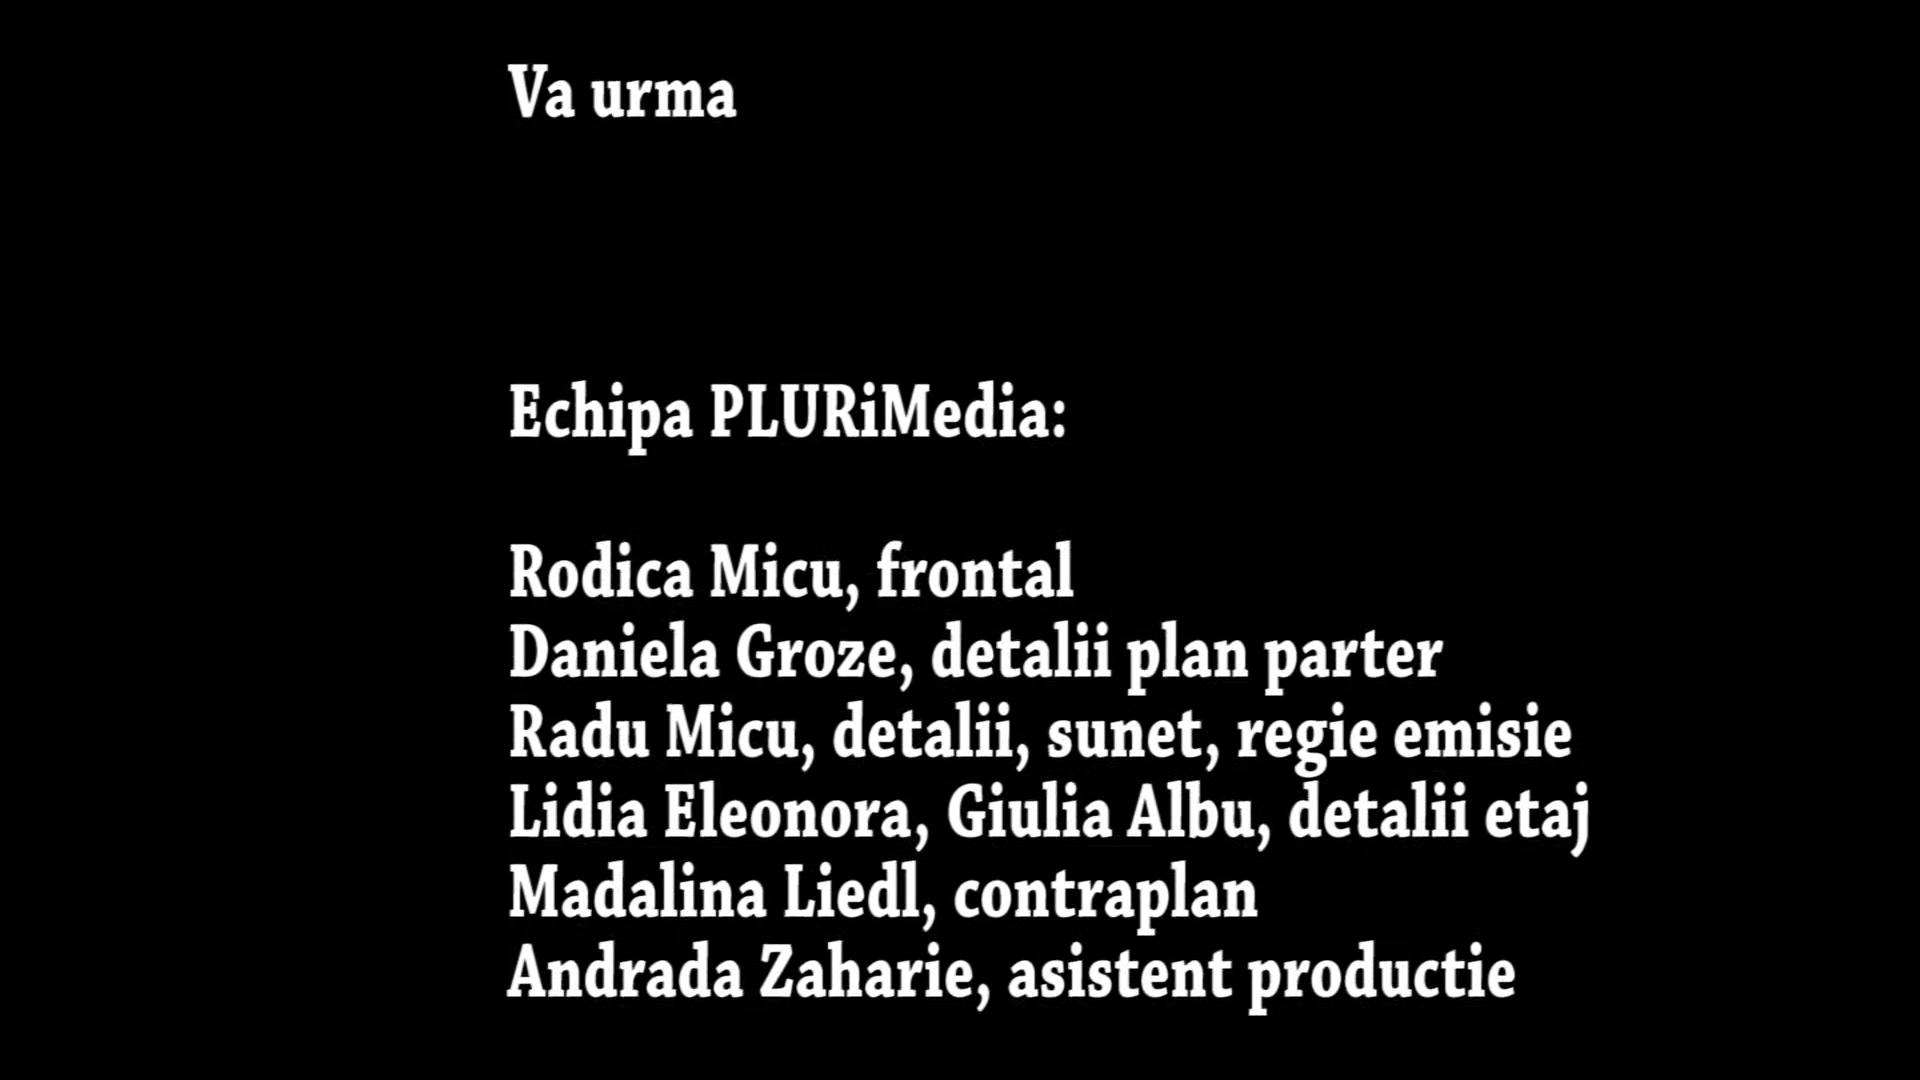 Va urma
Echipa PLURiMedia:
Rodica Micu, frontal
Daniela Groze, detalii plan parter
Radu Micu, detalii, sunet, regie emisie
Lidia Eleonora, Giulia Albu, detalii etaj
Madalina Liedl, contraplan
Andrada Zaharie, asistent productie